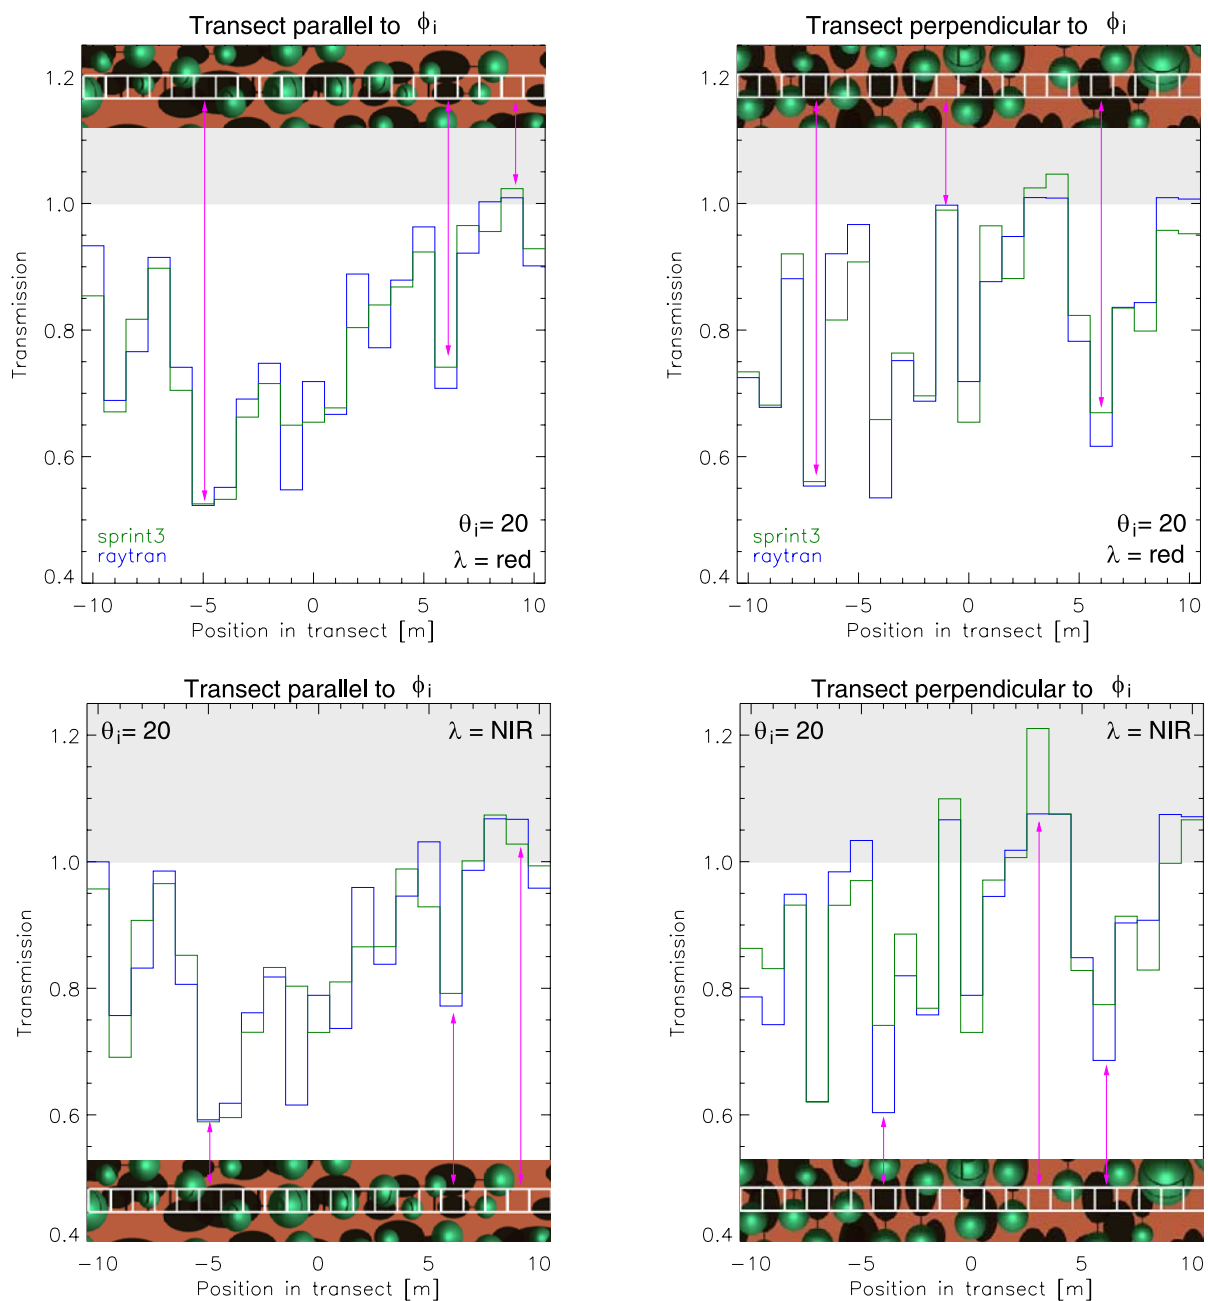 Transect parallel to ϕi
1.2
1.0
0.8
0.6
0.4
Transmission
sprint3
raytran
θi= 20
λ = red
−10 −5 0 5 10
Position in transect [m]
Transect perpendicular to ϕi
1.2
1.0
0.8
0.6
0.4
Transmission
sprint3
raytran
θi= 20
λ = red
−10 −5 0 5 10
Position in transect [m]
Transect parallel to ϕi
θi= 20 λ = NIR
1.2
1.0
0.8
0.6
0.4
Transmission
−10 −5 0 5 10
Position in transect [m]
Transect perpendicular to ϕi
θi= 20 λ = NIR
1.2
1.0
0.8
0.6
0.4
Transmission
−10 −5 0 5 10
Position in transect [m]